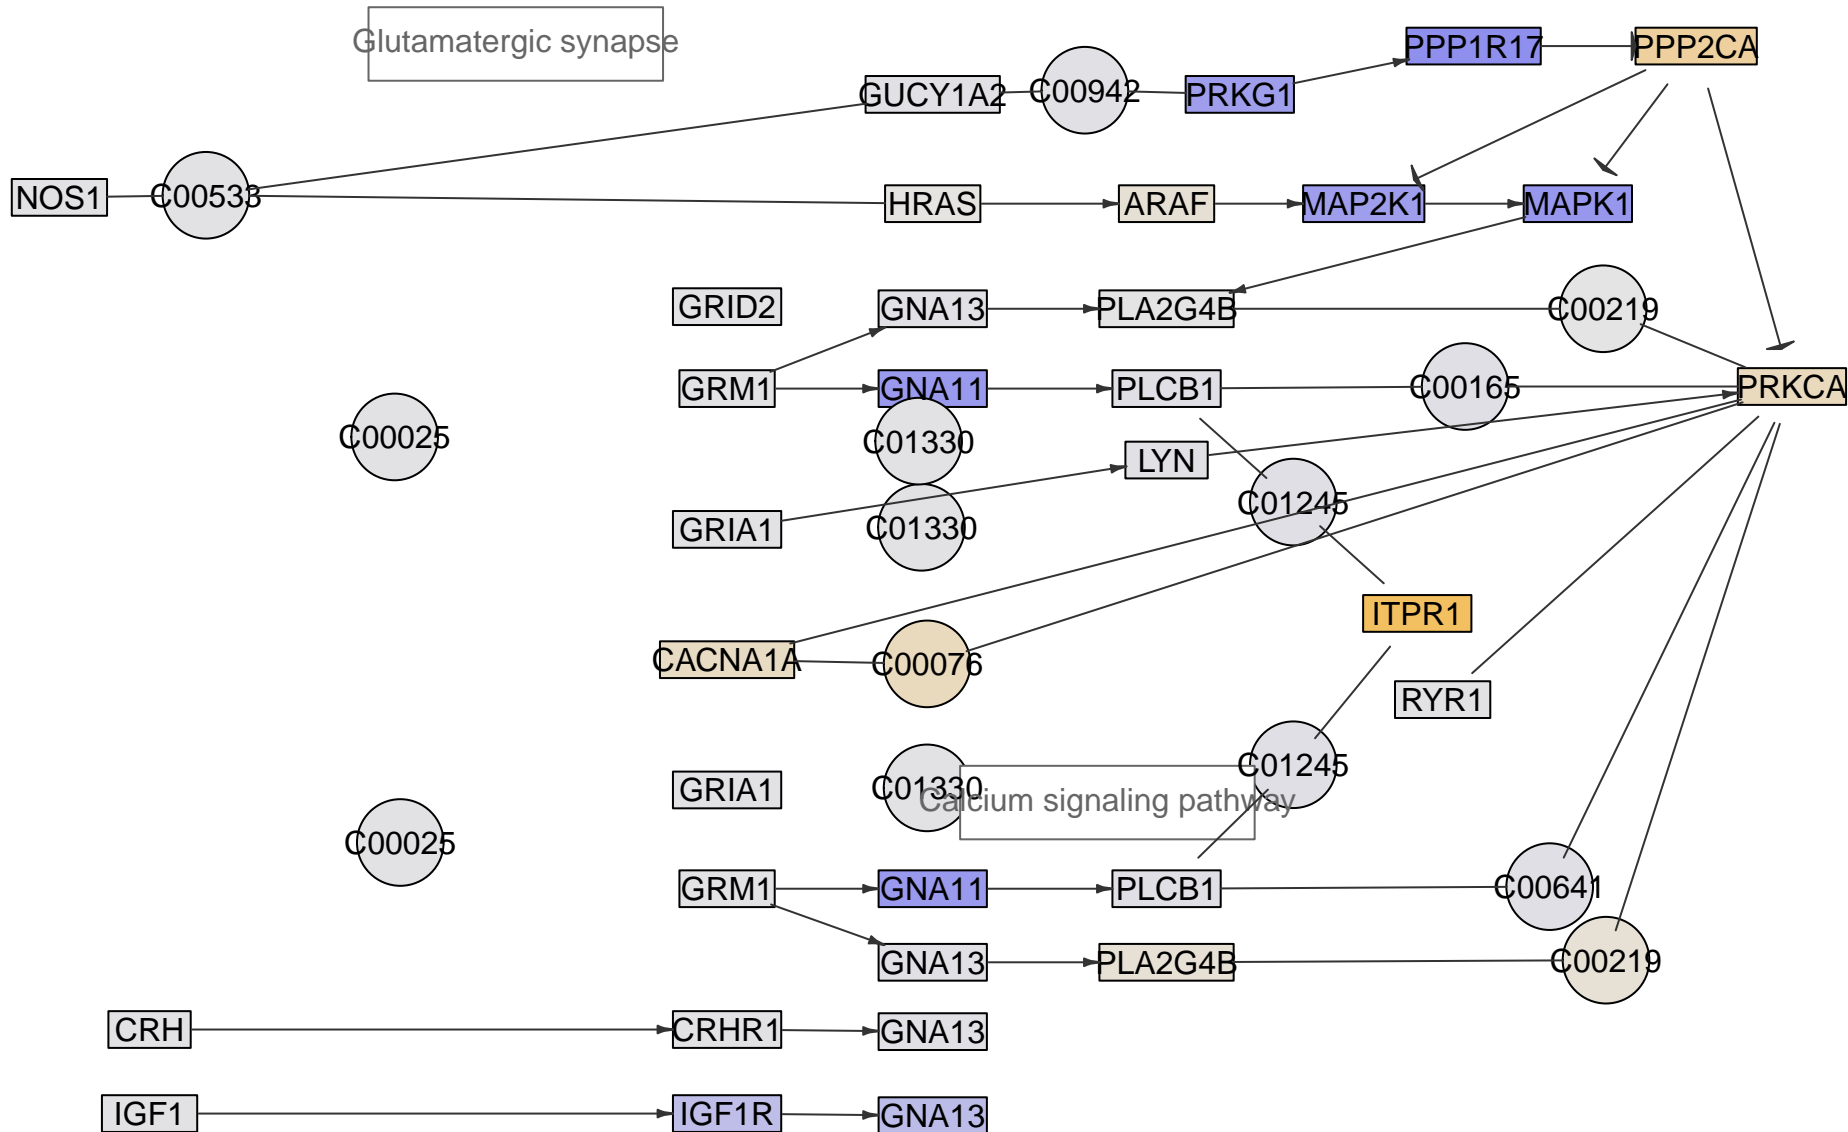 Glutamatergic synapse
PPP1R17 PPP2CA
GUCY1A2 C00942 PRKG1
NOS1 C00533 HRAS ARAF MAP2K1 MAPK1
GRID2 GNA13 PLA2G4B C00219
GRM1 GNA11 PLCB1 C00165 PRKCA
C00025 C01330 LYN
GRIA1 C01330 C01245
ITPR1
CACNA1A C00076
RYR1
GRIA1 C01330 C01245
Calcium signaling pathway
C00025
GRM1 GNA11 PLCB1 C00641
GNA13 PLA2G4B C00219
CRH CRHR1 GNA13
IGF1 IGF1R GNA13